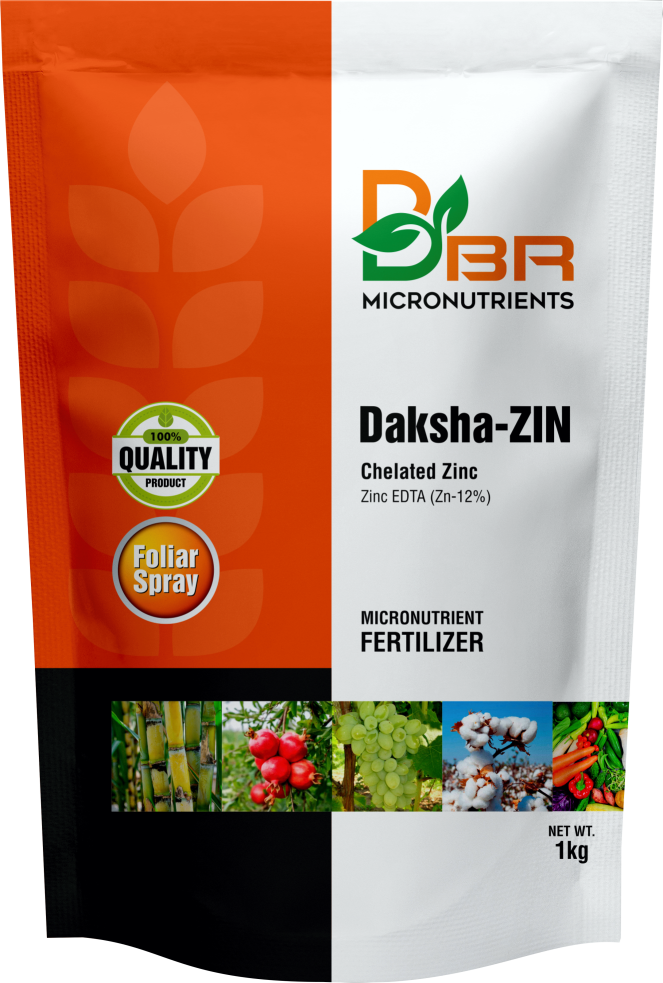 DBR
MICRONUTRIENTS
Daksha-ZIN
Chelated Zinc
Zinc EDTA (Zn-12%)
100%
QUALITY
PRODUCT
Foliar
Spray
MICRONUTRIENT
FERTILIZER
NET WT.
1kg